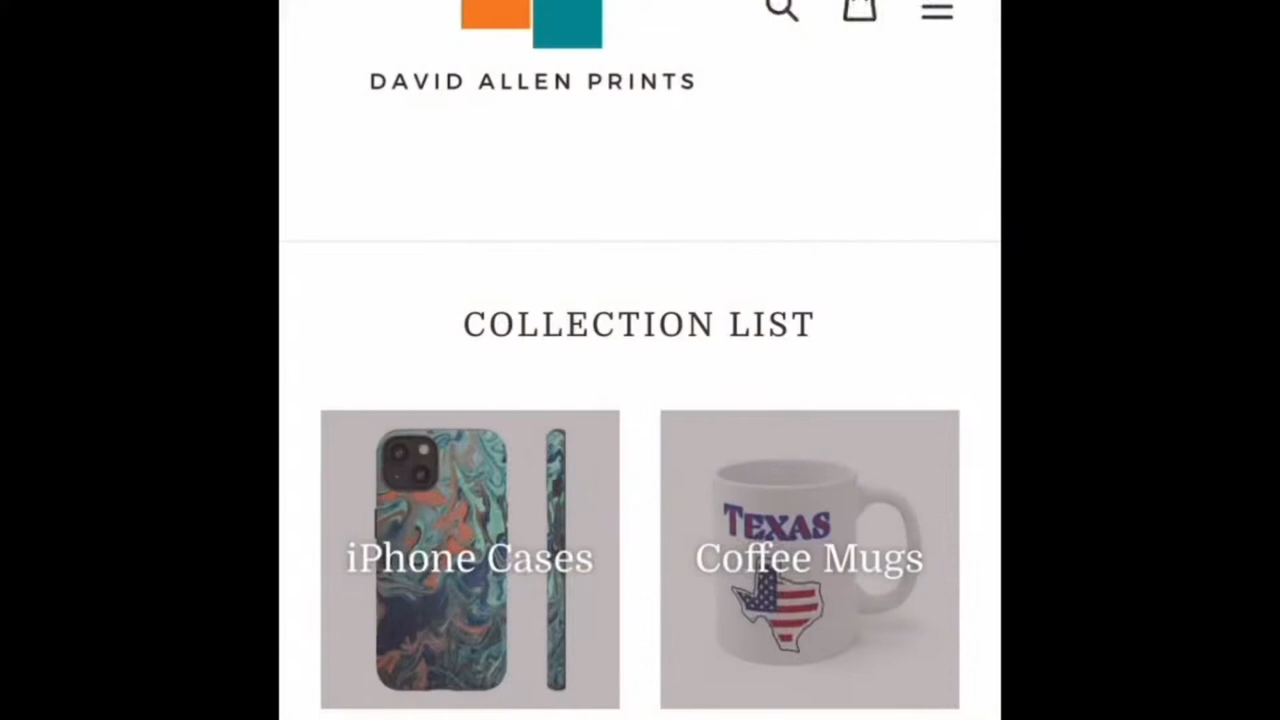 DAVID ALLEN PRINTS
COLLECTION LIST
iPhone Cases
TEXAS
Coffee Mugs